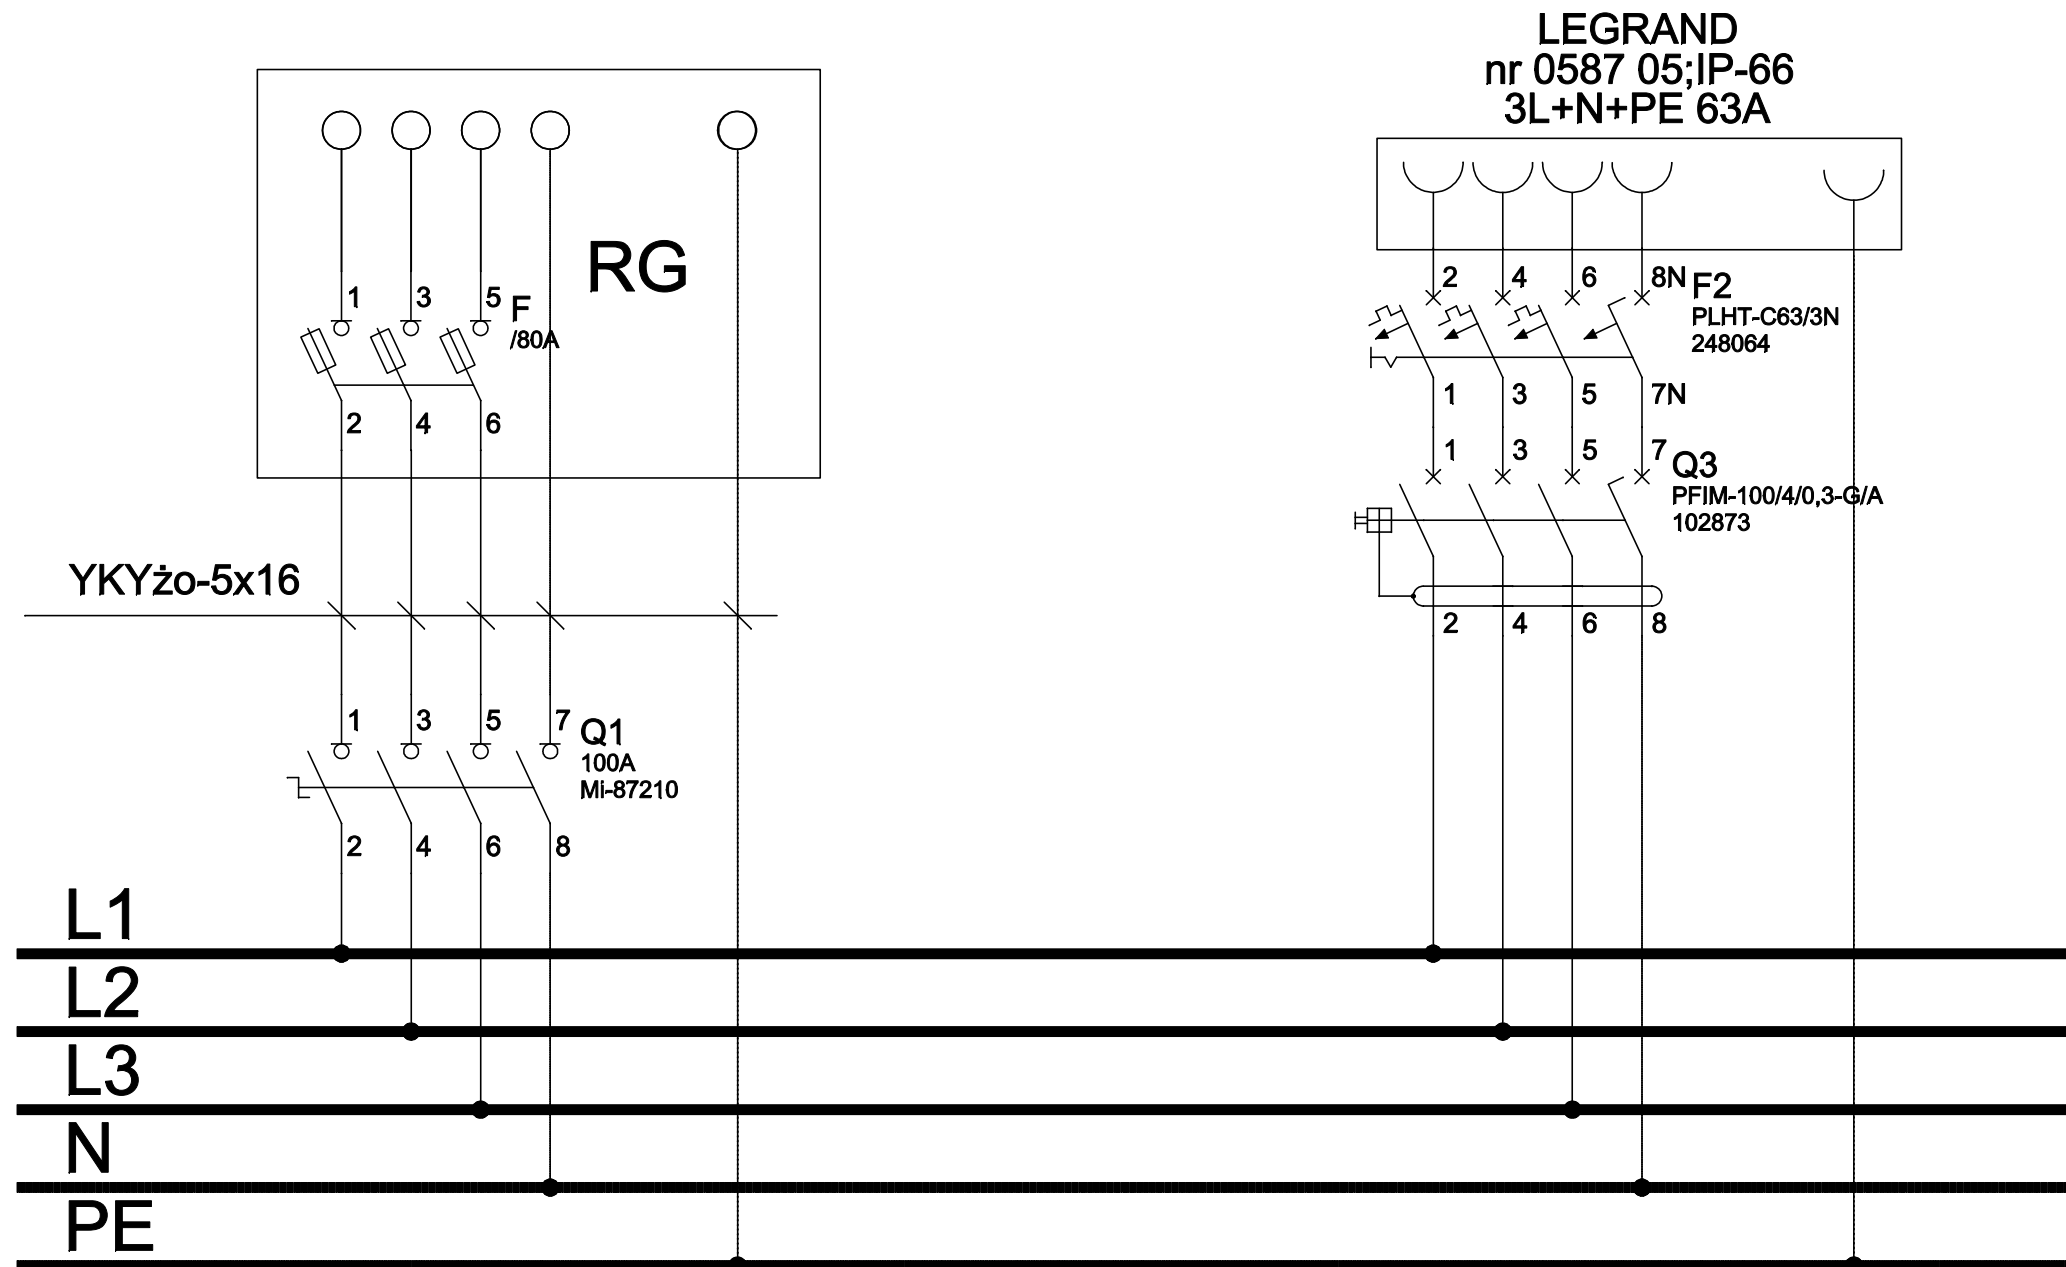 LEGRAND
nr 0587 05;IP-66
3L+N+PE 63A
RG
1 3 5 F
/80A
2 4 6
2 4 6 8N F2
PLHT-C63/3N
248064
1 3 5 7N
1 3 5 7 Q3
PFIM-100/4/0,3-G/A
102873
2 4 6 8
YKYżo-5x16
1 3 5 7 Q1
100A
Mi-87210
2 4 6 8
L1
L2
L3
N
PE